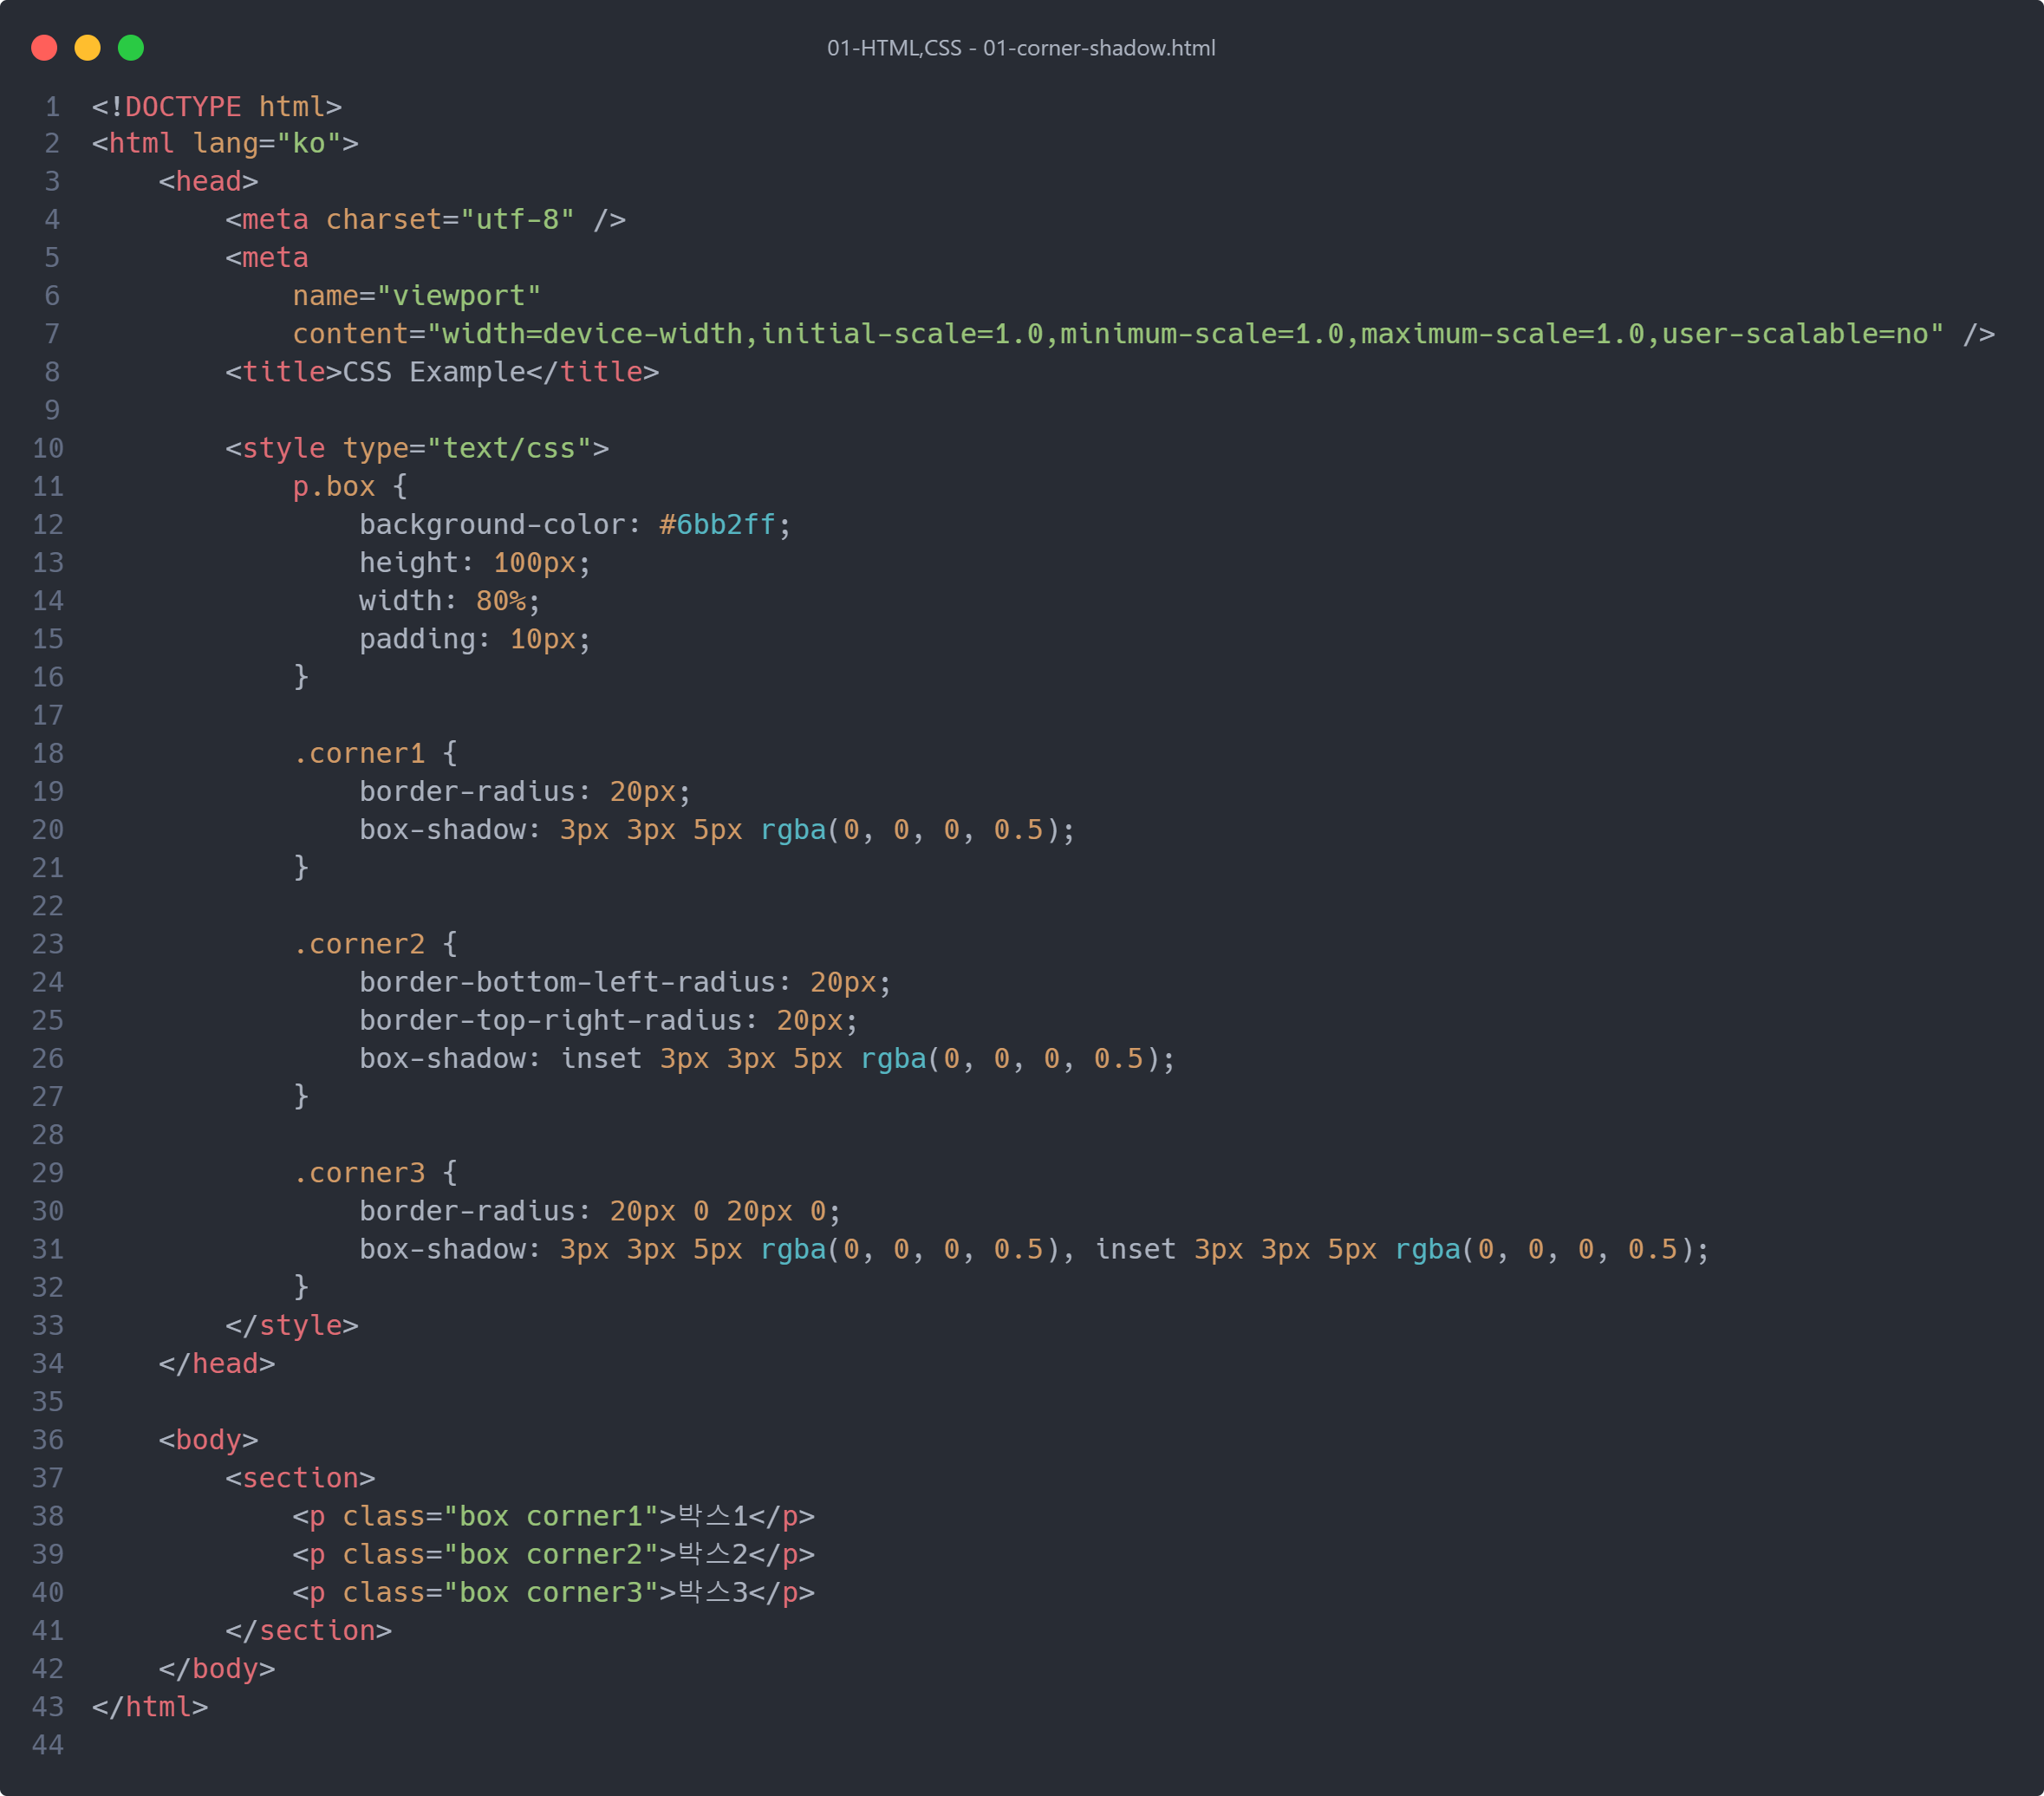 01-HTML,CSS - 01-corner-shadow.html
1 <!DOCTYPE html>
2 <html lang="ko">
3     <head>
4         <meta charset="utf-8" />
5         <meta
6             name="viewport"
7             content="width=device-width,initial-scale=1.0,minimum-scale=1.0,maximum-scale=1.0,user-scalable=no" />
8         <title>CSS Example</title>
9
10         <style type="text/css">
11             p.box {
12                 background-color: #6bb2ff;
13                 height: 100px;
14                 width: 80%;
15                 padding: 10px;
16             }
17
18             .corner1 {
19                 border-radius: 20px;
20                 box-shadow: 3px 3px 5px rgba(0, 0, 0, 0.5);
21             }
22
23             .corner2 {
24                 border-bottom-left-radius: 20px;
25                 border-top-right-radius: 20px;
26                 box-shadow: inset 3px 3px 5px rgba(0, 0, 0, 0.5);
27             }
28
29             .corner3 {
30                 border-radius: 20px 0 20px 0;
31                 box-shadow: 3px 3px 5px rgba(0, 0, 0, 0.5), inset 3px 3px 5px rgba(0, 0, 0, 0.5);
32             }
33         </style>
34     </head>
35
36     <body>
37         <section>
38             <p class="box corner1">박스1</p>
39             <p class="box corner2">박스2</p>
40             <p class="box corner3">박스3</p>
41         </section>
42     </body>
43 </html>
44